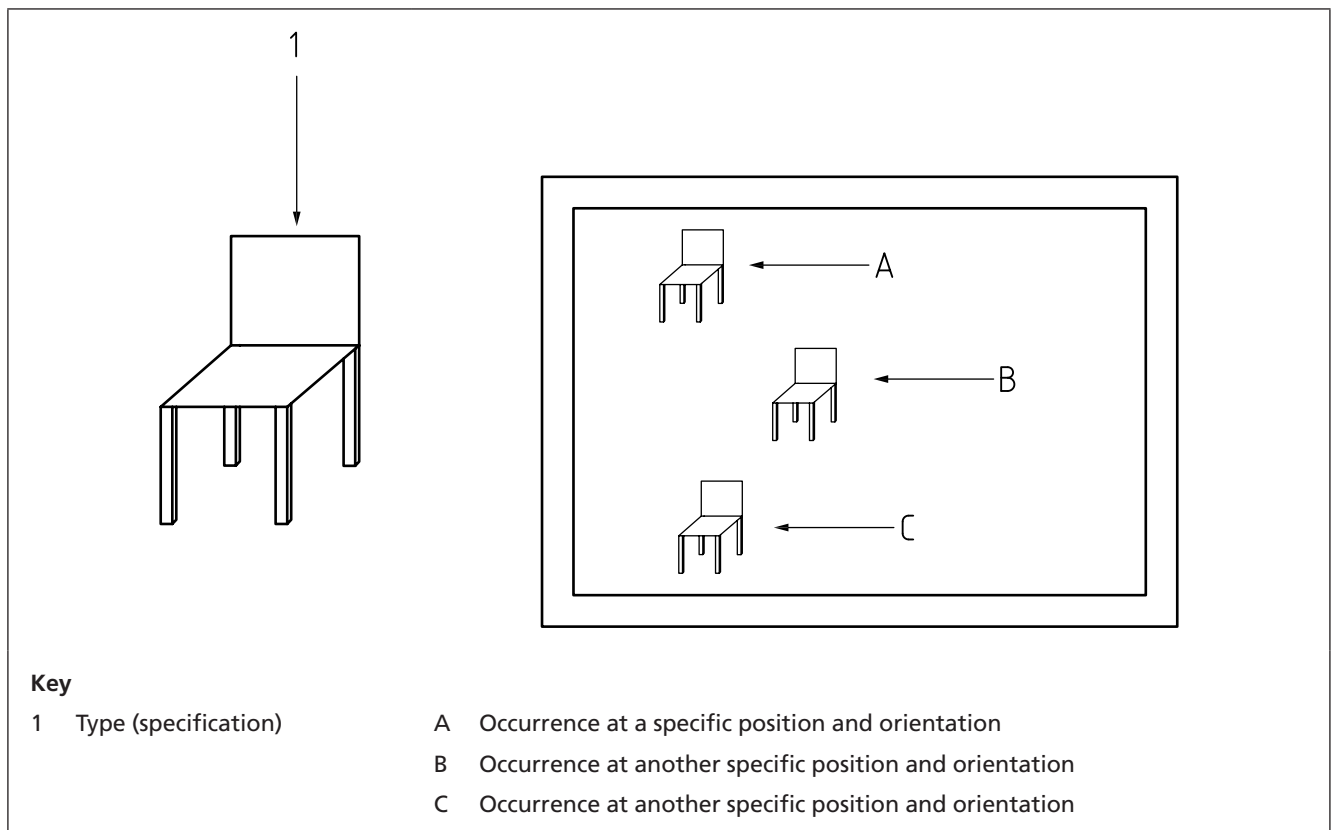 1
A
B
C
Key
1 Type (specification)
A Occurrence at a specific position and orientation
B Occurrence at another specific position and orientation
C Occurrence at another specific position and orientation